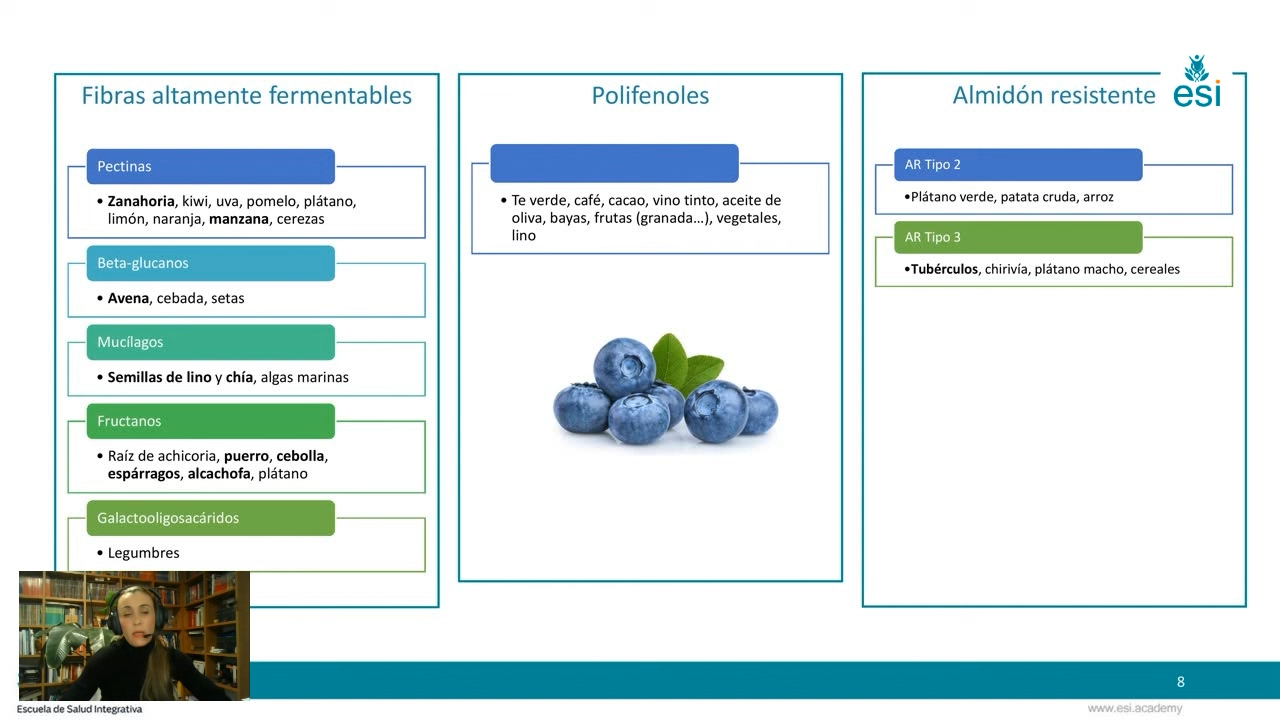 Fibras altamente fermentables
Pectinas
• Zanahoria, kiwi, uva, pomelo, plátano,
limón, naranja, manzana, cerezas
Beta-glucanos
• Avena, cebada, setas
Mucílagos
• Semillas de lino y chía, algas marinas
Fructanos
• Raíz de achicoria, puerro, cebolla,
espárragos, alcachofa, plátano
Galactooligosacáridos
• Legumbres
Polifenoles
• Te verde, café, cacao, vino tinto, aceite de
oliva, bayas, frutas (granada...), vegetales,
lino
Almidón resistente
esi
AR Tipo 2
•Plátano verde, patata cruda, arroz
AR Tipo 3
•Tubérculos, chirivía, plátano macho, cereales
8
Escuela de Salud Integrativa
www.esi.academy